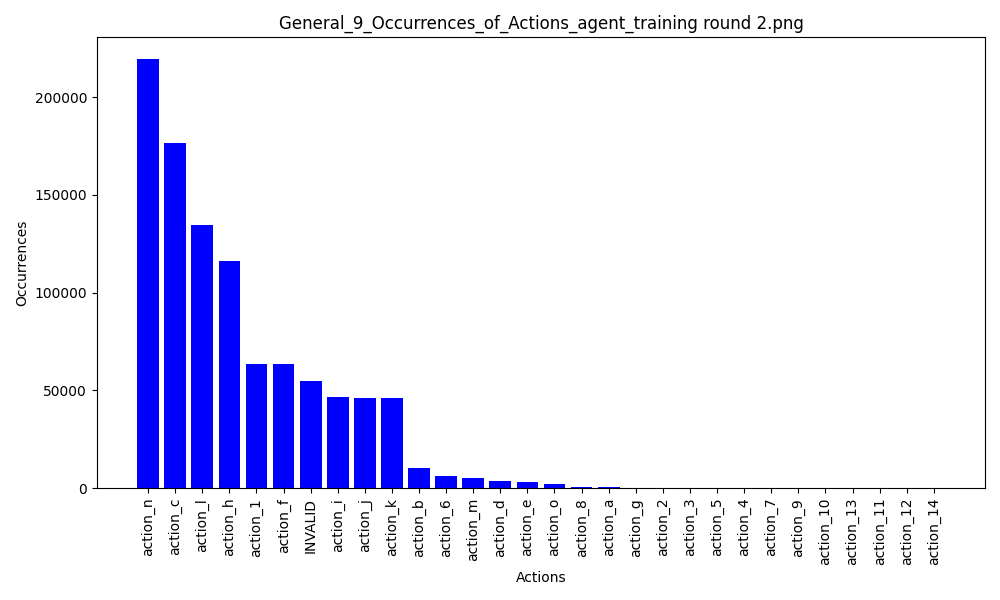 General_9_Occurrences_of_Actions_agent_training round 2.png
Occurrences
200000
150000
100000
50000
0
action_n
action_c
action_l
action_h
action_1
action_f
INVALID
action_i
action_J
action_k
action_b
action_6
action_m
action_d
action_e
action_o
action_8
action_a
action_g
action_2
action_3
action_5
action_4
action_7
action_9
action_10
action_13
action_11
action_12
action_14
Actions